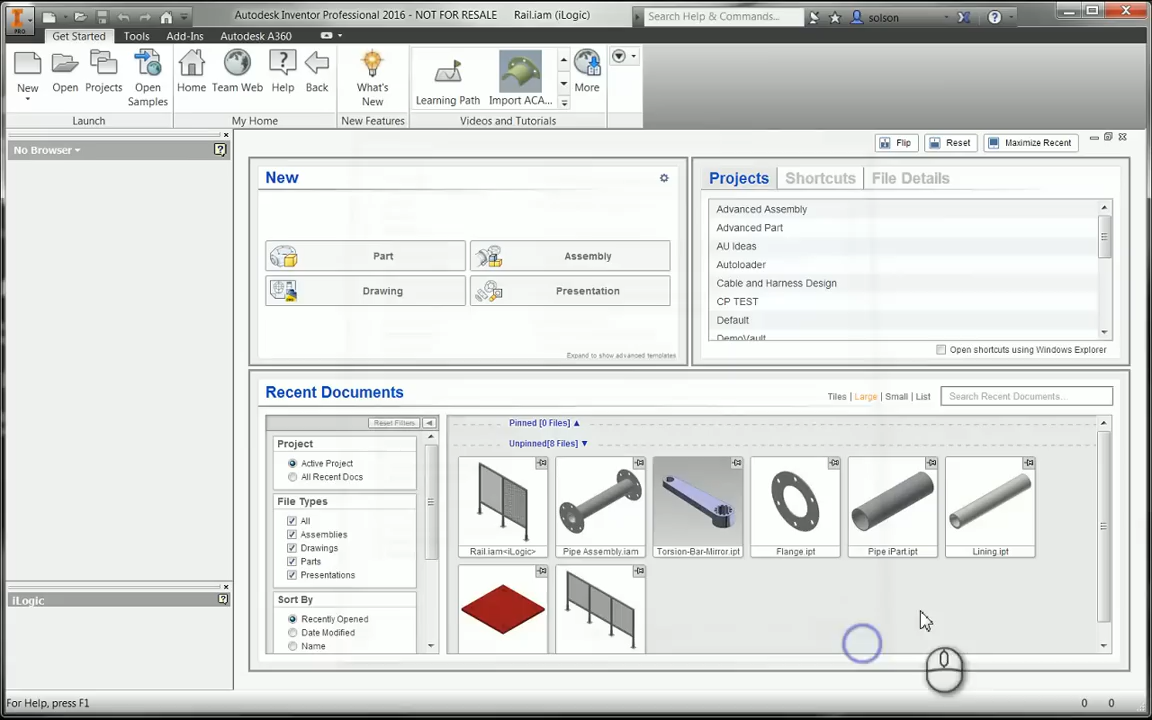 Autodesk Inventor Professional 2016 - NOT FOR RESALE Rail.iam (iLogic)
Search Help & Commands...
solson
PRO
Get Started Tools Add-Ins Autodesk A360
New Open Projects Open Samples Home Team Web Help Back What's New Learning Path Import ACA... More
Launch My Home New Features Videos and Tutorials
No Browser
Flip Reset Maximize Recent
New
Part Assembly
Drawing Presentation
Expand to show advanced templates
Projects Shortcuts File Details
Advanced Assembly
Advanced Part
AU Ideas
Autoloader
Cable and Harness Design
CP TEST
Default
DemoVault
Open shortcuts using Windows Explorer
Recent Documents
Tiles | Large | Small | List
Search Recent Documents...
Reset Filters
Project
Active Project
All Recent Docs
File Types
All
Assemblies
Drawings
Parts
Presentations
Sort By
Recently Opened
Date Modified
Name
Pinned [0 Files]
Unpinned[8 Files]
Rail.iam<iLogic> Pipe Assembly.iam Torsion-Bar-Mirror.ipt Flange.ipt Pipe iPart.ipt Lining.ipt
iLogic
For Help, press F1
0 0